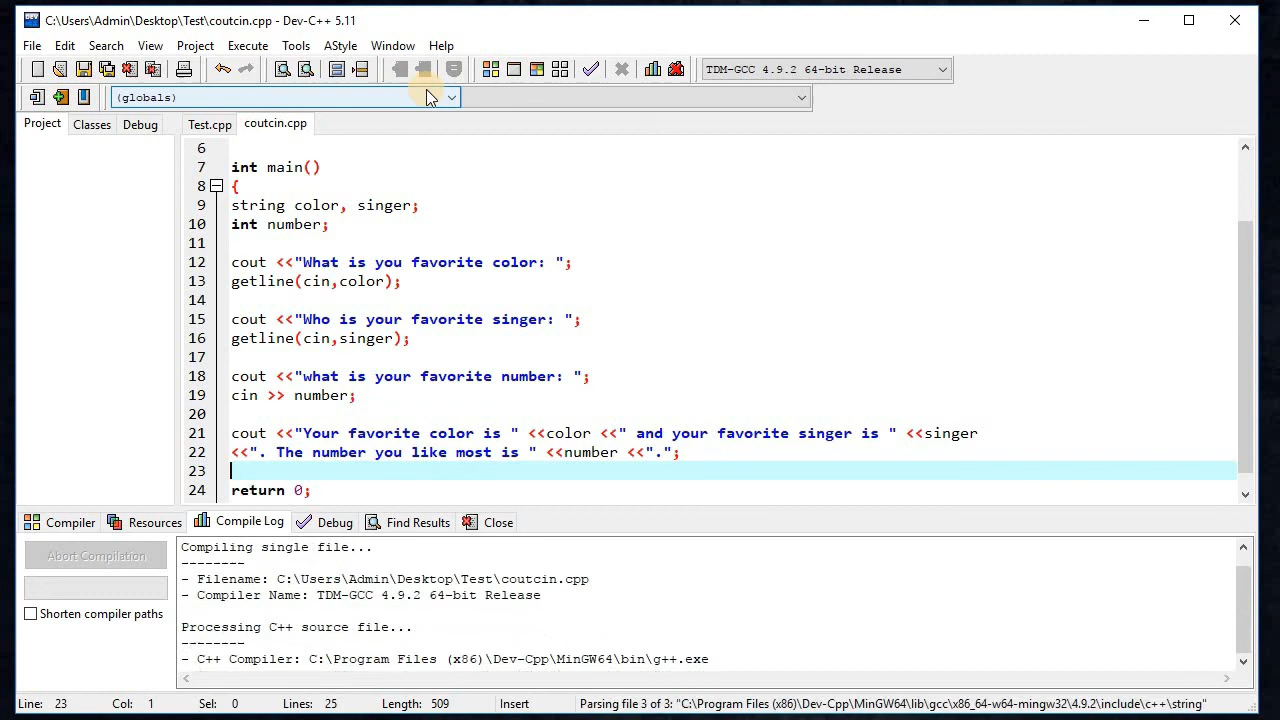 C:\Users\Admin\Desktop\Test\coutcin.cpp - Dev-C++ 5.11
File Edit Search View Project Execute Tools AStyle Window Help
TDM-GCC 4.9.2 64-bit Release
(globals)
Project Classes Debug Test.cpp coutcin.cpp
6
7 int main()
8 {
9 string color, singer;
10 int number;
11
12 cout <<"What is you favorite color: ";
13 getline(cin,color);
14
15 cout <<"Who is your favorite singer: ";
16 getline(cin,singer);
17
18 cout <<"what is your favorite number: ";
19 cin >> number;
20
21 cout <<"Your favorite color is " <<color <<" and your favorite singer is " <<singer
22 <<". The number you like most is " <<number <<".";
23
24 return 0;
Compiler Resources Compile Log Debug Find Results Close
Abort Compilation
Shorten compiler paths
Compiling single file...
--------
- Filename: C:\Users\Admin\Desktop\Test\coutcin.cpp
- Compiler Name: TDM-GCC 4.9.2 64-bit Release
Processing C++ source file...
--------
- C++ Compiler: C:\Program Files (x86)\Dev-Cpp\MinGW64\bin\g++.exe
Line: 23 Col: 1 Sel: 0 Lines: 25 Length: 509 Insert Parsing file 3 of 3: "C:\Program Files (x86)\Dev-Cpp\MinGW64\lib\gcc\x86_64-w64-mingw32\4.9.2\include\c++\string"